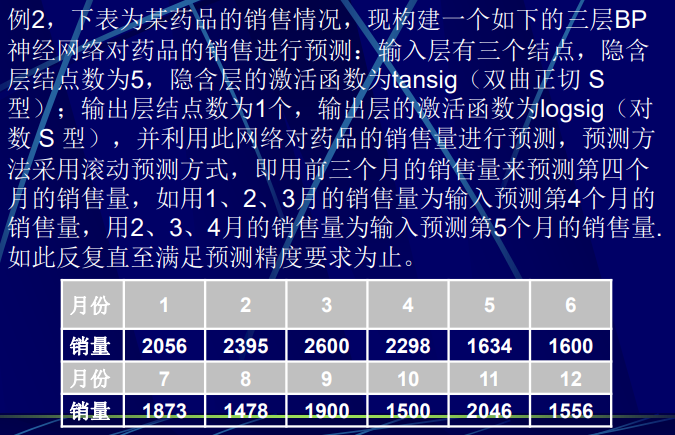 例2，下表为某药品的销售情况，现构建一个如下的三层BP
神经网络对药品的销售进行预测：输入层有三个结点，隐含
层结点数为5，隐含层的激活函数为tansig（双曲正切 S
型）；输出层结点数为1个，输出层的激活函数为logsig（对
数 S 型），并利用此网络对药品的销售量进行预测，预测方
法采用滚动预测方式，即用前三个月的销售量来预测第四个
月的销售量，如用1、2、3月的销售量为输入预测第4个月的
销售量，用2、3、4月的销售量为输入预测第5个月的销售量.
如此反复直至满足预测精度要求为止。
月份 1 2 3 4 5 6
销量 2056 2395 2600 2298 1634 1600
月份 7 8 9 10 11 12
销量 1873 1478 1900 1500 2046 1556